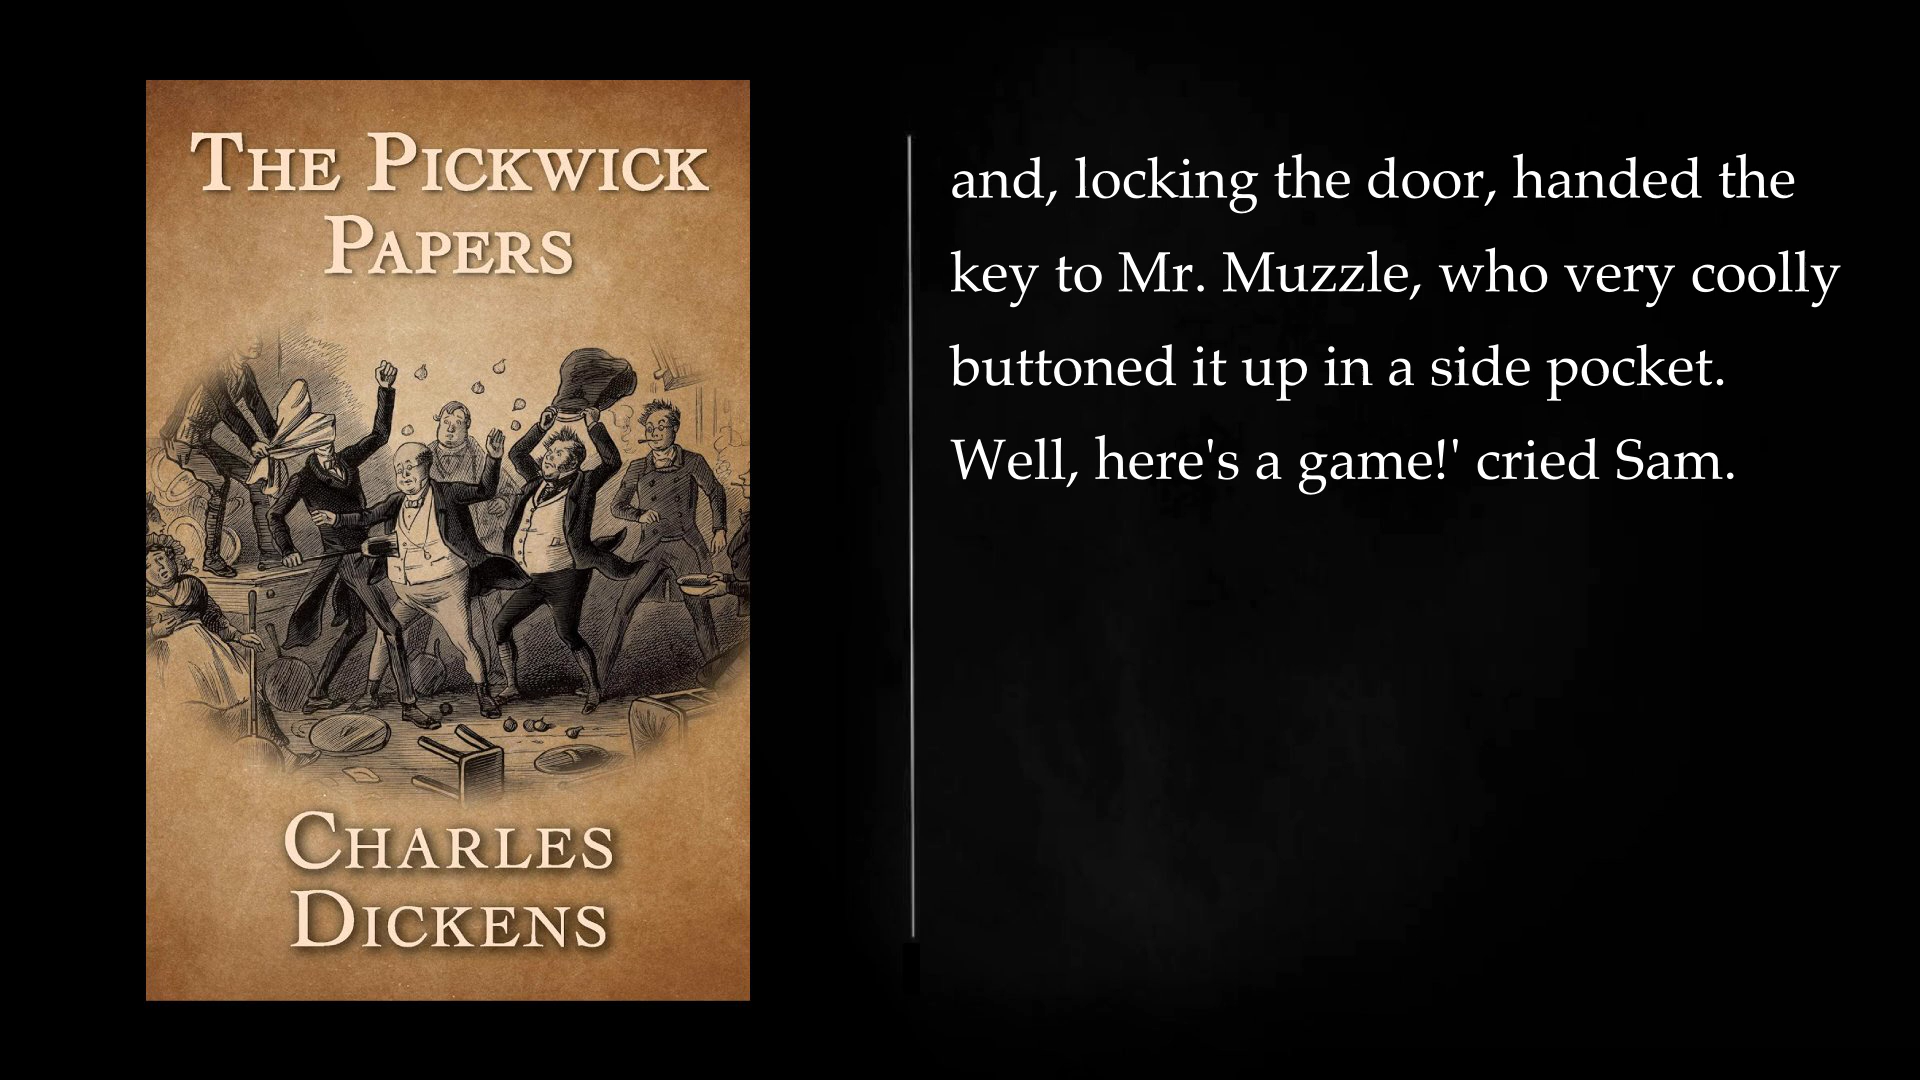 The Pickwick
Papers
Charles
Dickens
and, locking the door, handed the
key to Mr. Muzzle, who very coolly
buttoned it up in a side pocket.
Well, here's a game!' cried Sam.